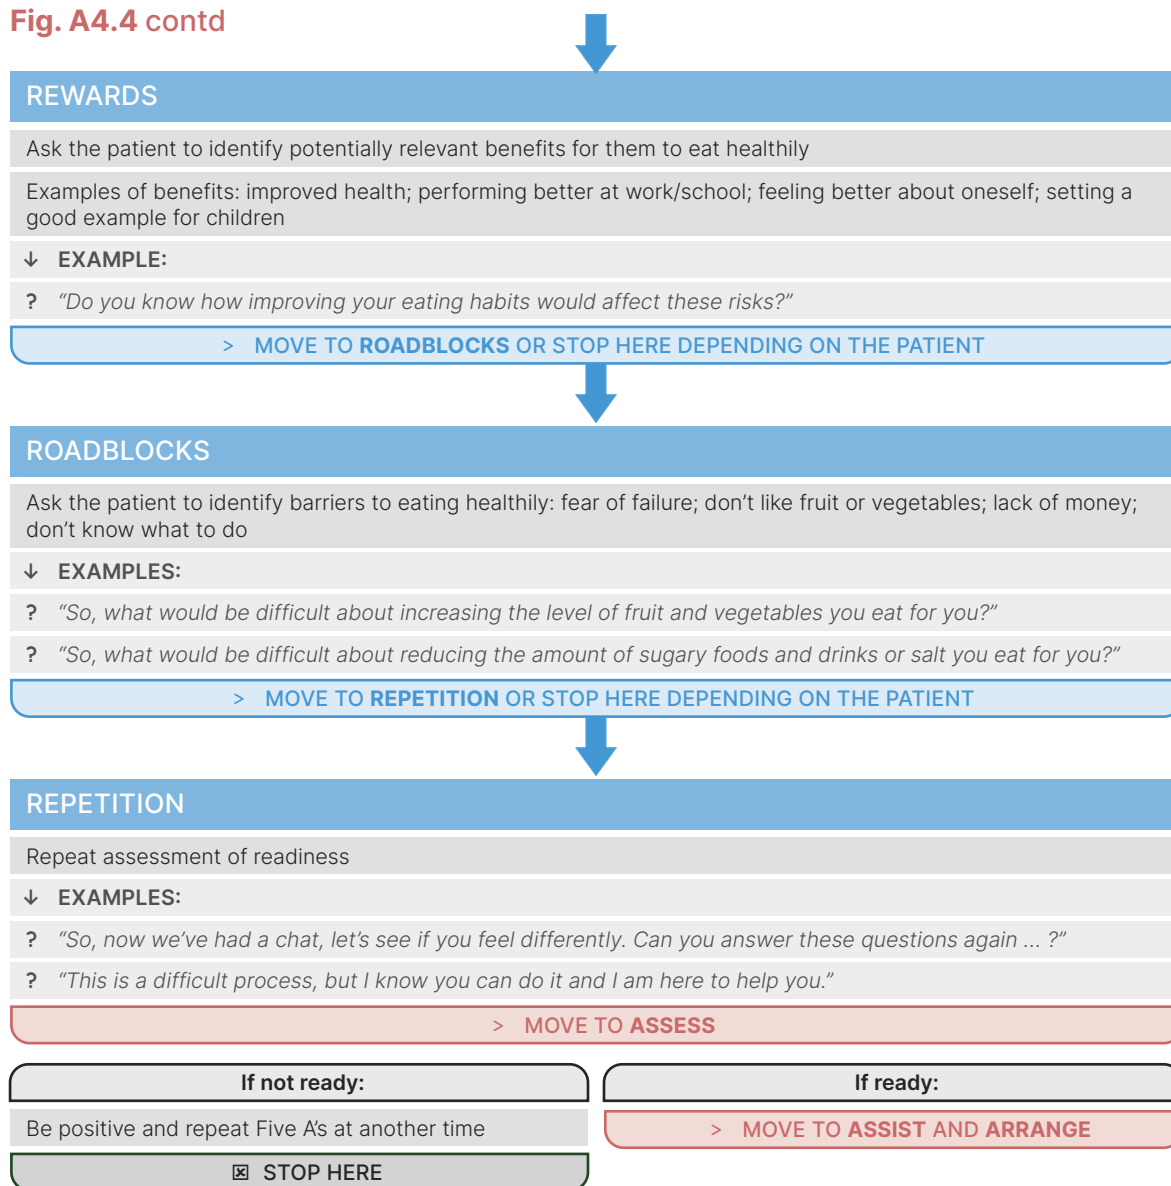 Fig. A4.4 contd
REWARDS
Ask the patient to identify potentially relevant benefits for them to eat healthily
Examples of benefits: improved health; performing better at work/school; feeling better about oneself; setting a
good example for children
↓ EXAMPLE:
? “Do you know how improving your eating habits would affect these risks?”
> MOVE TO ROADBLOCKS OR STOP HERE DEPENDING ON THE PATIENT
ROADBLOCKS
Ask the patient to identify barriers to eating healthily: fear of failure; don’t like fruit or vegetables; lack of money;
don’t know what to do
↓ EXAMPLES:
? “So, what would be difficult about increasing the level of fruit and vegetables you eat for you?”
? “So, what would be difficult about reducing the amount of sugary foods and drinks or salt you eat for you?”
> MOVE TO REPETITION OR STOP HERE DEPENDING ON THE PATIENT
REPETITION
Repeat assessment of readiness
↓ EXAMPLES:
? “So, now we’ve had a chat, let’s see if you feel differently. Can you answer these questions again … ?”
? “This is a difficult process, but I know you can do it and I am here to help you.”
> MOVE TO ASSESS
If not ready:
Be positive and repeat Five A’s at another time
☒ STOP HERE
If ready:
> MOVE TO ASSIST AND ARRANGE